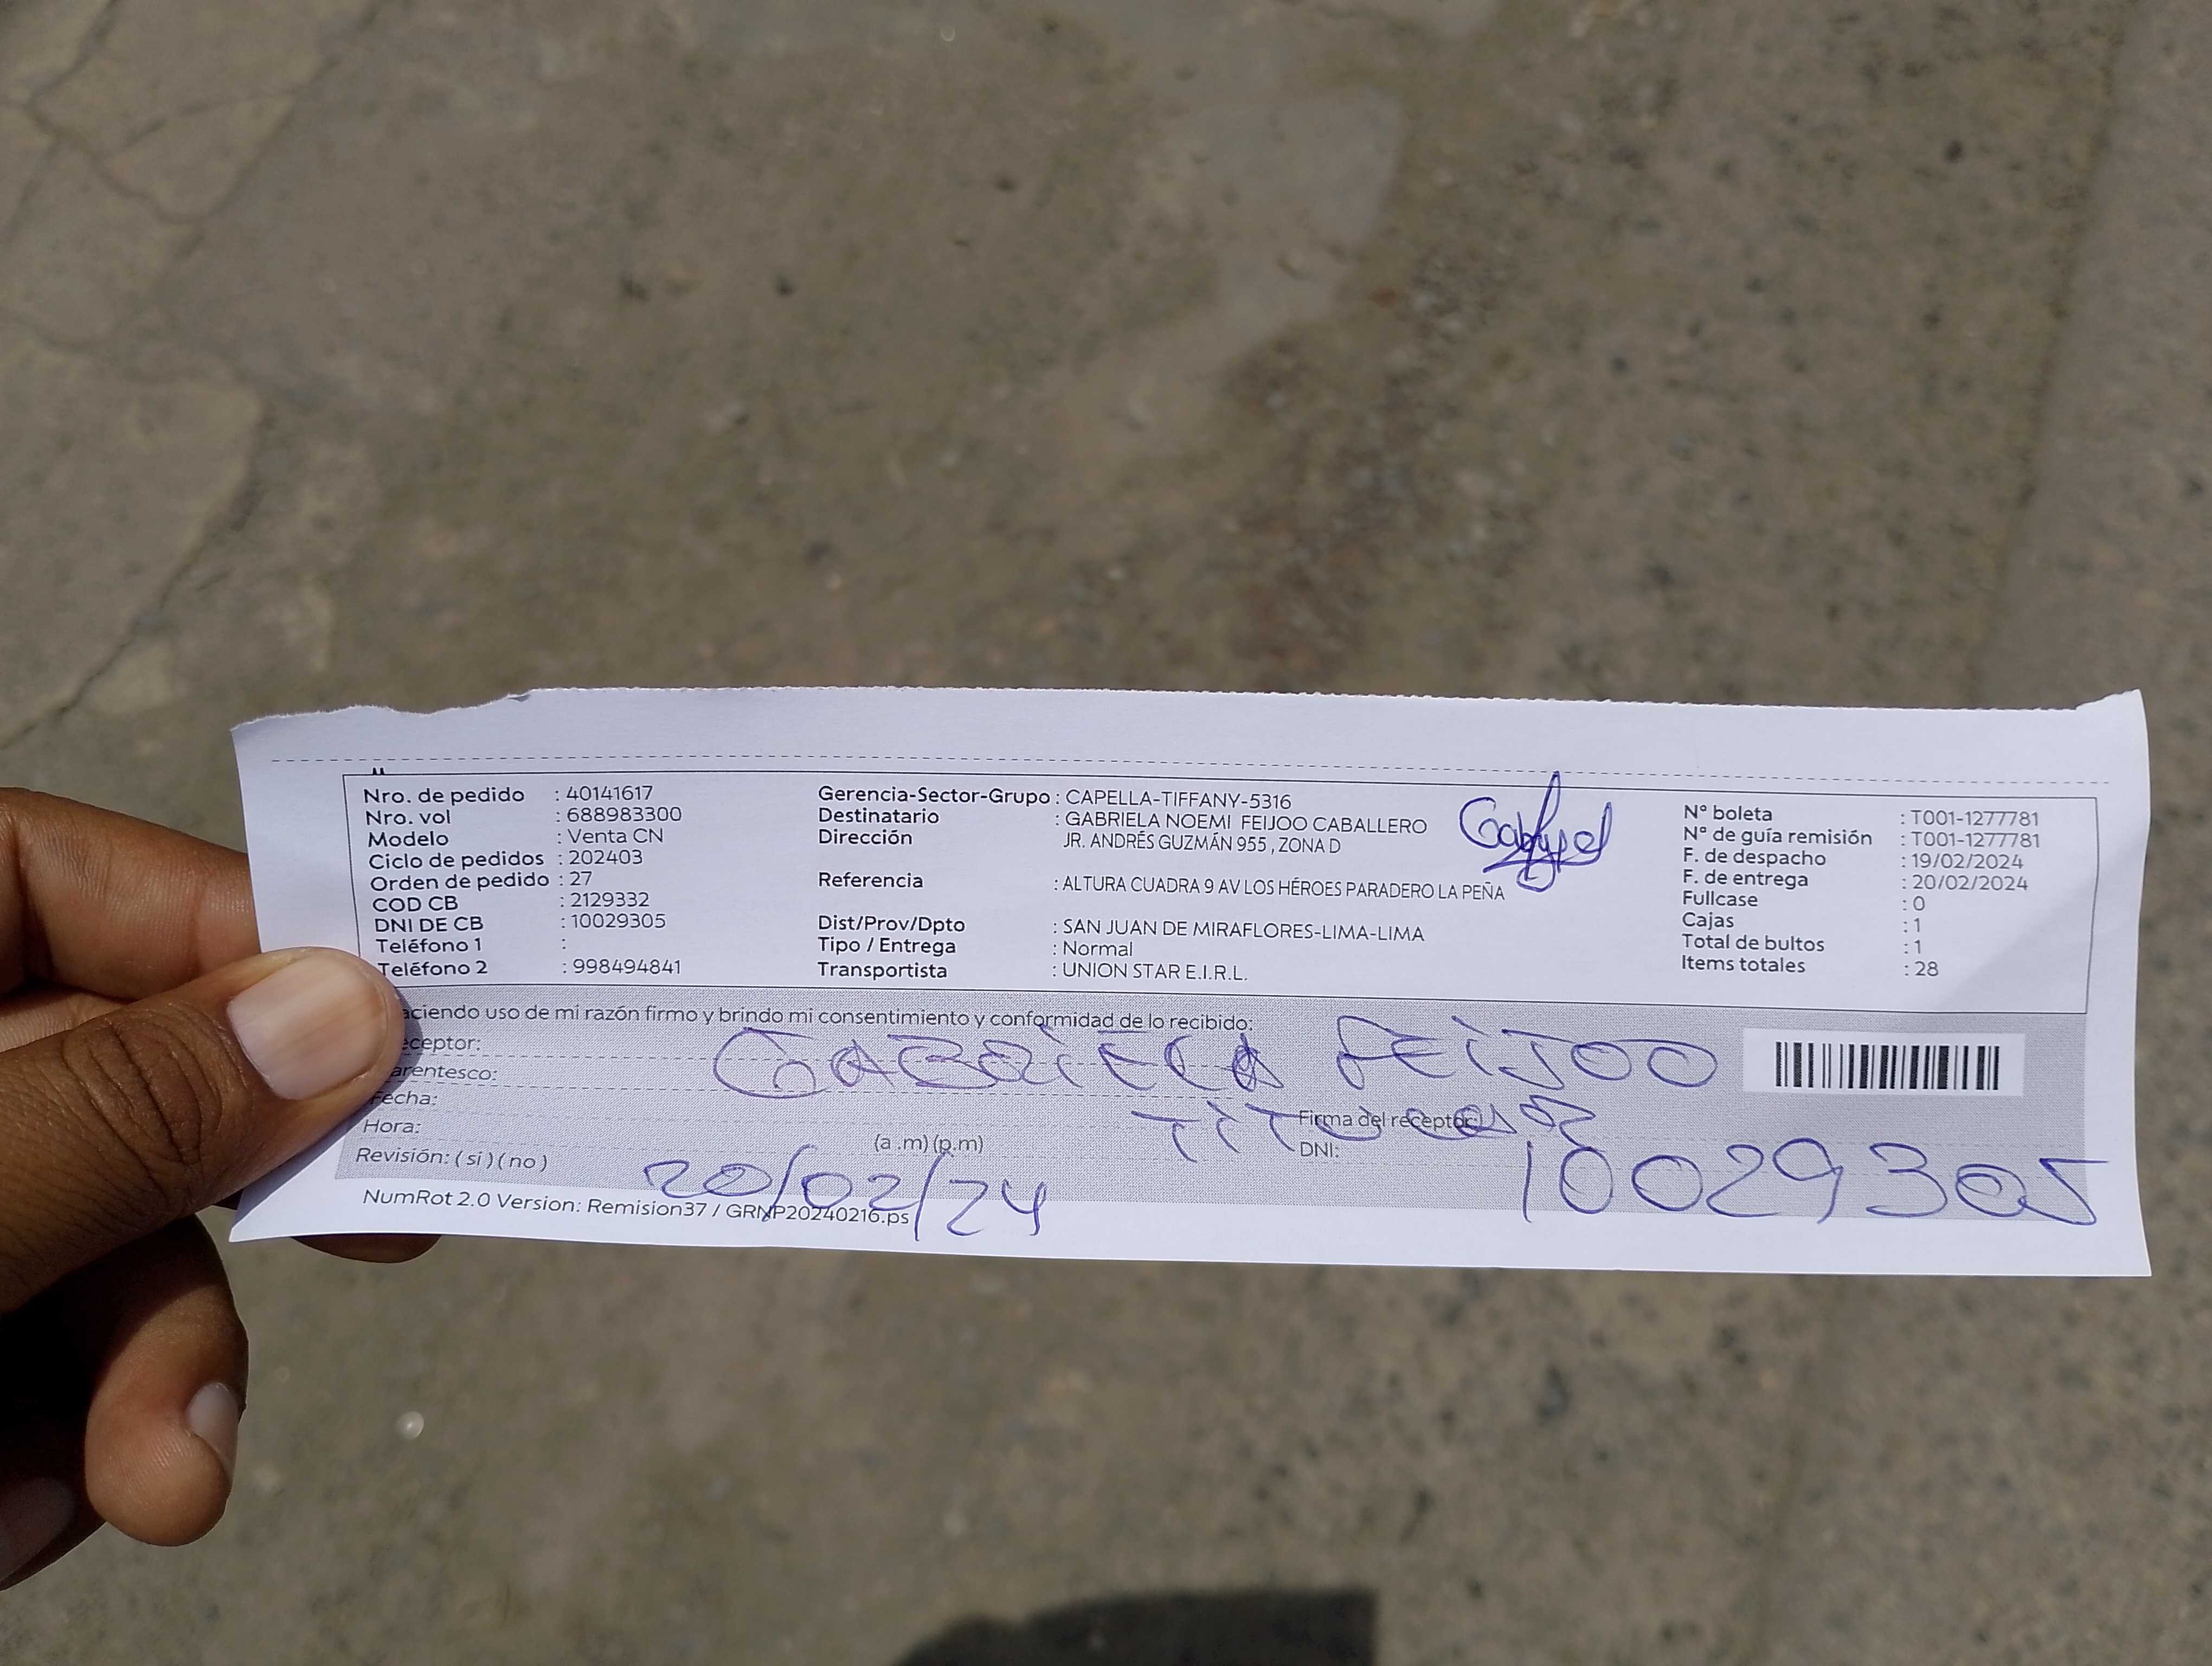 Nro. de pedido : 40141617
Nro. vol : 688983300
Modelo : Venta CN
Ciclo de pedidos : 202403
Orden de pedido : 27
COD CB : 2129332
DNI DE CB : 10029305
Teléfono 1 :
Teléfono 2 : 998494841
Gerencia-Sector-Grupo : CAPELLA-TIFFANY-5316
Destinatario : GABRIELA NOEMI FEIJOO CABALLERO
Dirección JR. ANDRÉS GUZMÁN 955 , ZONA D
Referencia : ALTURA CUADRA 9 AV LOS HÉROES PARADERO LA PEÑA
Dist/Prov/Dpto : SAN JUAN DE MIRAFLORES-LIMA-LIMA
Tipo / Entrega : Normal
Transportista : UNION STAR E.I.R.L.
N° boleta : T001-1277781
N° de guía remisión : T001-1277781
F. de despacho : 19/02/2024
F. de entrega : 20/02/2024
Fullcase : 0
Cajas : 1
Total de bultos : 1
Items totales : 28
aciendo uso de mi razón firmo y brindo mi consentimiento y conformidad de lo recibido:
eceptor: GABRIELA FEIJOO
arentesco: TITULAR
Fecha: Firma del receptor:
Hora: (a .m) (p.m) DNI: 10029305
Revisión: ( si ) ( no ) 20/02/24
NumRot 2.0 Version: Remision37 / GRNP20240216.ps